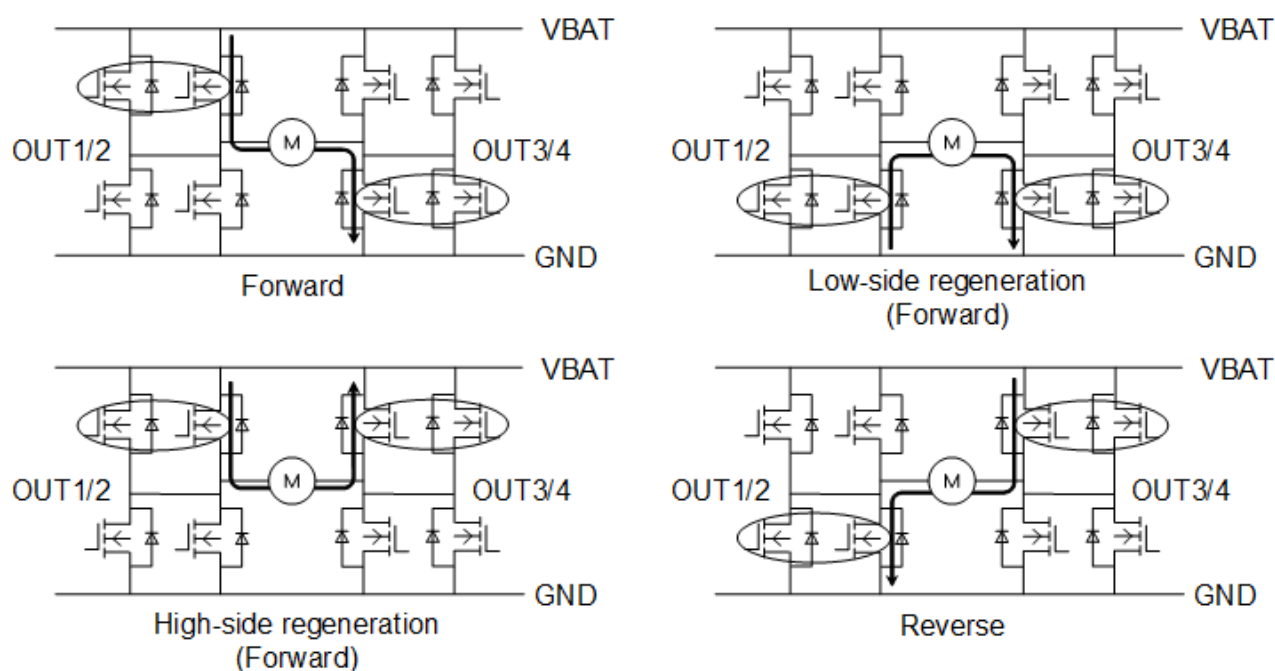 VBAT
M
OUT1/2
OUT3/4
GND
Forward
VBAT
M
OUT1/2
OUT3/4
GND
Low-side regeneration
(Forward)
VBAT
M
OUT1/2
OUT3/4
GND
High-side regeneration
(Forward)
VBAT
M
OUT1/2
OUT3/4
GND
Reverse